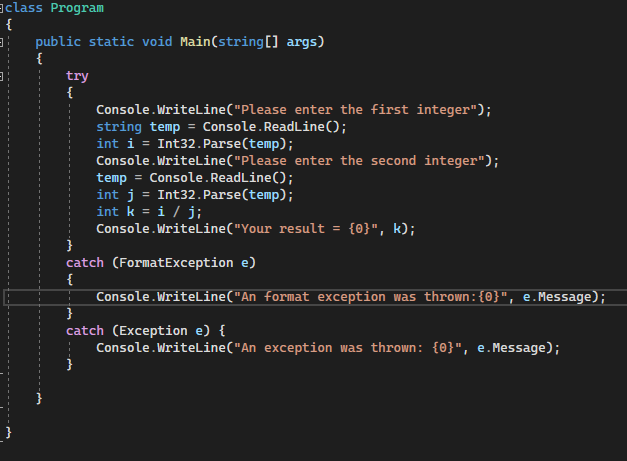 class Program
{
    public static void Main(string[] args)
    {
        try
        {
            Console.WriteLine("Please enter the first integer");
            string temp = Console.ReadLine();
            int i = Int32.Parse(temp);
            Console.WriteLine("Please enter the second integer");
            temp = Console.ReadLine();
            int j = Int32.Parse(temp);
            int k = i / j;
            Console.WriteLine("Your result = {0}", k);
        }
        catch (FormatException e)
        {
            Console.WriteLine("An format exception was thrown:{0}", e.Message);
        }
        catch (Exception e) {
            Console.WriteLine("An exception was thrown: {0}", e.Message);
        }

    }

}